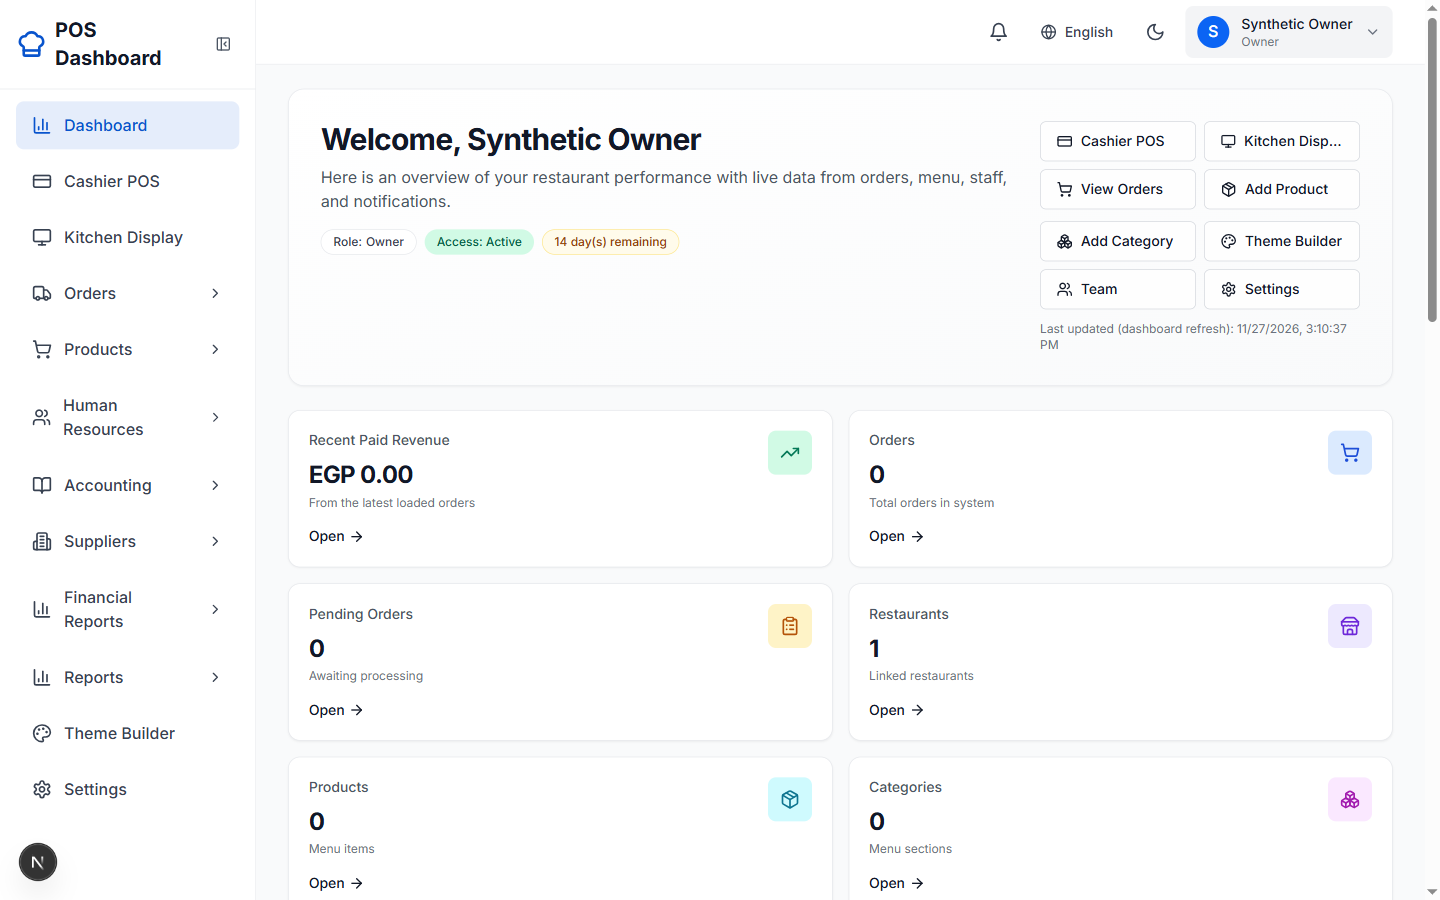 POS
Dashboard
Dashboard
Cashier POS
Kitchen Display
Orders
Products
Human
Resources
Accounting
Suppliers
Financial
Reports
Reports
Theme Builder
Settings
N
English
S
Synthetic Owner
Owner
Welcome, Synthetic Owner
Here is an overview of your restaurant performance with live data from orders, menu, staff,
and notifications.
Role: Owner
Access: Active
14 day(s) remaining
Cashier POS
Kitchen Disp...
View Orders
Add Product
Add Category
Theme Builder
Team
Settings
Last updated (dashboard refresh): 11/27/2026, 3:10:37
PM
Recent Paid Revenue
EGP 0.00
From the latest loaded orders
Open
Orders
0
Total orders in system
Open
Pending Orders
0
Awaiting processing
Open
Restaurants
1
Linked restaurants
Open
Products
0
Menu items
Open
Categories
0
Menu sections
Open